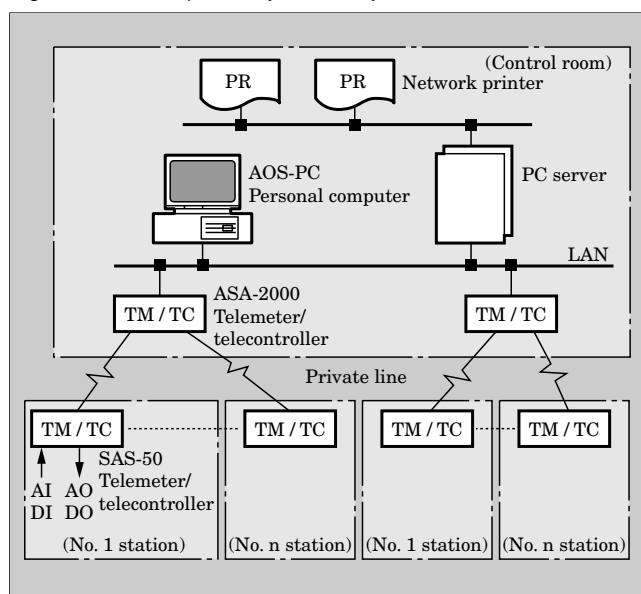 (Control room)
PR
PR
Network printer
AOS-PC
Personal computer
PC server
LAN
ASA-2000
Telemeter/
telecontroller
TM / TC
TM / TC
Private line
TM / TC
TM / TC
TM / TC
TM / TC
SAS-50
Telemeter/
telecontroller
AI AO
DI DO
(No. 1 station)
(No. n station)
(No. 1 station)
(No. n station)